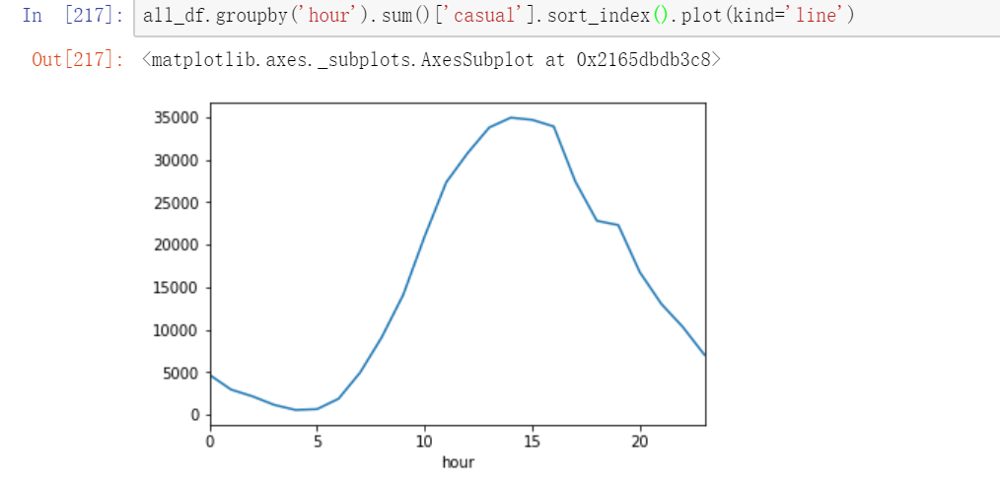 In [217]: all_df.groupby('hour').sum()['casual'].sort_index().plot(kind='line')
Out[217]: <matplotlib.axes._subplots.AxesSubplot at 0x2165dbdb3c8>
35000
30000
25000
20000
15000
10000
5000
0
0 5 10 15 20
hour